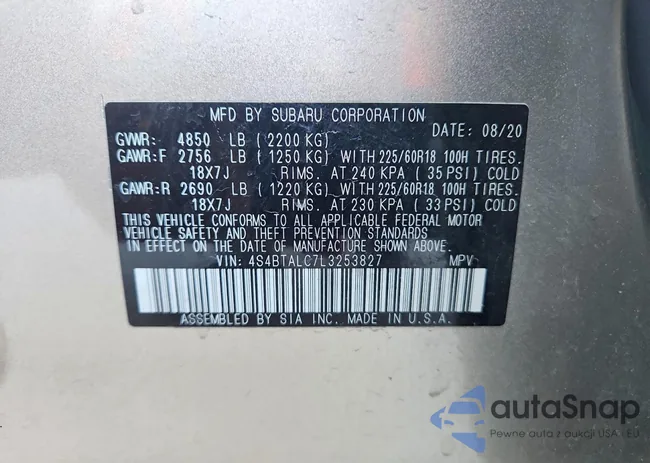 MFD BY SUBARU CORPORATION
DATE: 08/20
GVWR: 4850 LB (2200 KG)
GAWR:F 2756 LB (1250 KG) WITH 225/60R18 100H TIRES.
18X7J RIMS. AT 240 KPA (35 PSI) COLD
GAWR:R 2690 LB (1220 KG) WITH 225/60R18 100H TIRES.
18X7J RIMS. AT 230 KPA (33 PSI) COLD
THIS VEHICLE CONFORMS TO ALL APPLICABLE FEDERAL MOTOR
VEHICLE SAFETY AND THEFT PREVENTION STANDARDS
IN EFFECT ON THE DATE OF MANUFACTURE SHOWN ABOVE.
VIN: 4S4BTALC7L3253827 MPV
ASSEMBLED BY SIA INC. MADE IN U.S.A.
autaSnap
Pewne auta z aukcji USA i EU